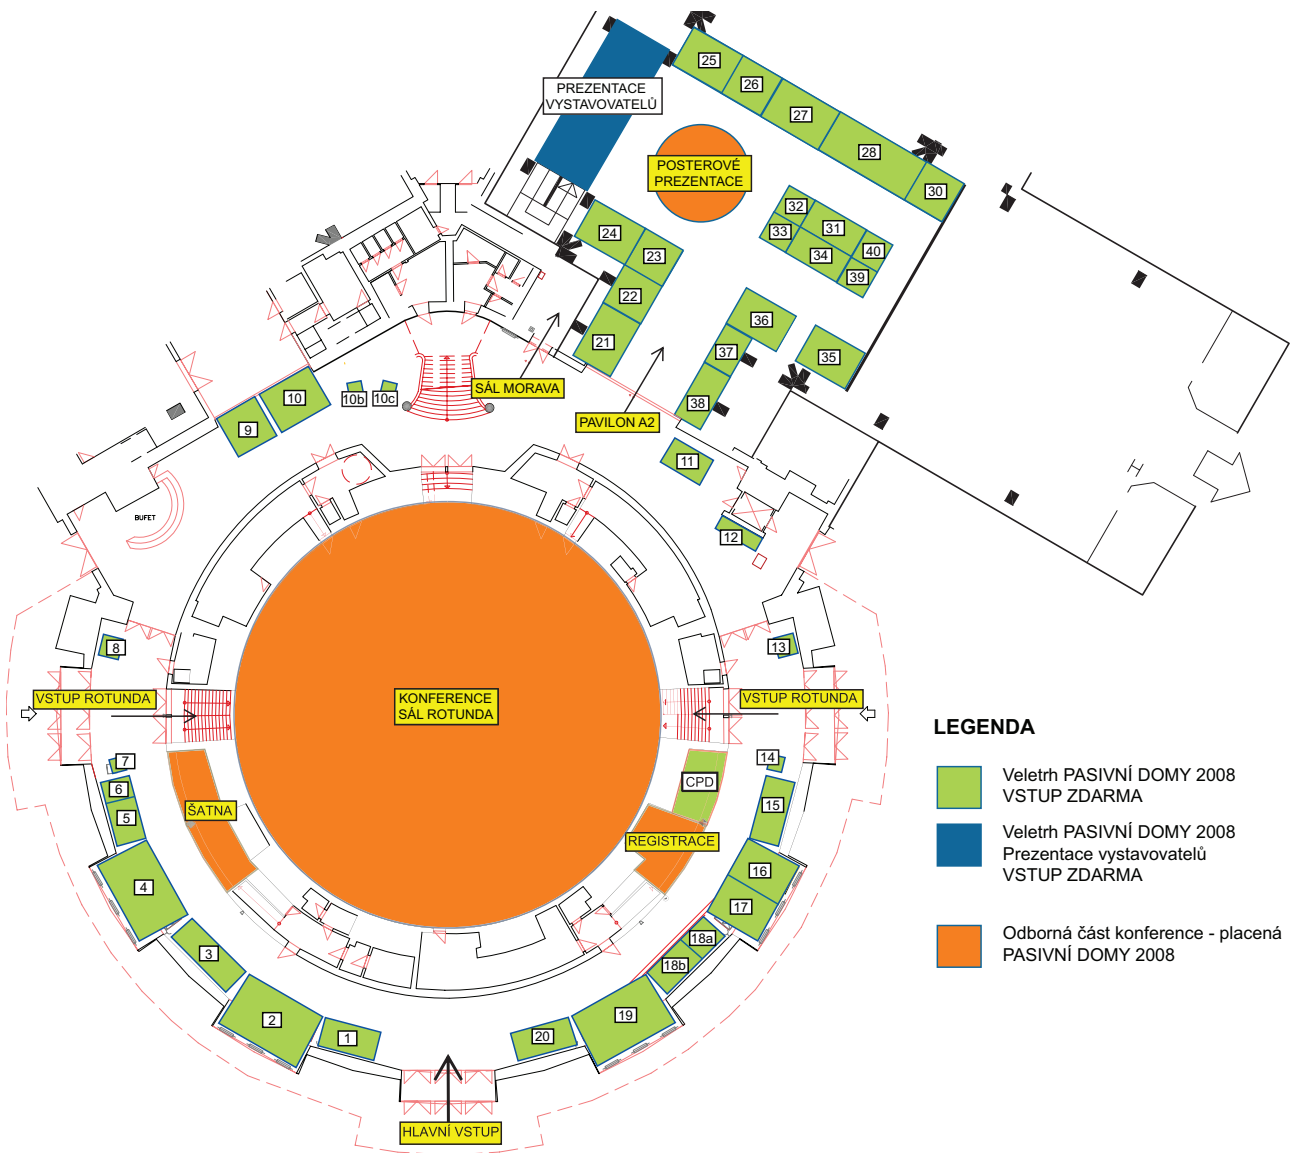 25
26
27
28
30
PREZENTACE
VYSTAVOVATELŮ
POSTEROVÉ
PREZENTACE
32
31
33
34
40
39
24
23
22
21
36
37
38
35
SÁL MORAVA
PAVILON A2
10
10b
10c
9
11
12
BUFET
8
13
VSTUP ROTUNDA
KONFERENCE
SÁL ROTUNDA
VSTUP ROTUNDA
7
6
5
4
3
2
1
ŠATNA
CPD
REGISTRACE
14
15
16
17
18a
18b
19
20
HLAVNÍ VSTUP
LEGENDA
Veletrh PASIVNÍ DOMY 2008
VSTUP ZDARMA
Veletrh PASIVNÍ DOMY 2008
Prezentace vystavovatelů
VSTUP ZDARMA
Odborná část konference - placená
PASIVNÍ DOMY 2008